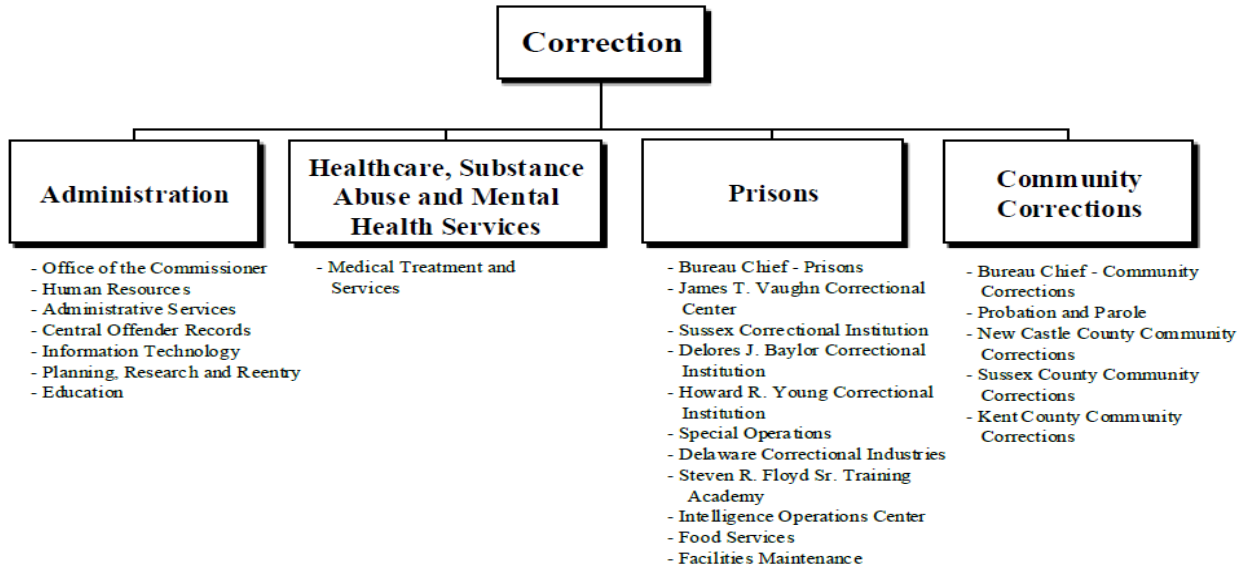 Correction
Administration
- Office of the Commissioner
- Human Resources
- Administrative Services
- Central Offender Records
- Information Technology
- Planning, Research and Reentry
- Education
Healthcare, Substance
Abuse and Mental
Health Services
- Medical Treatment and
Services
Prisons
- Bureau Chief - Prisons
- James T. Vaughn Correctional
Center
- Sussex Correctional Institution
- Delores J. Baylor Correctional
Institution
- Howard R. Young Correctional
Institution
- Special Operations
- Delaware Correctional Industries
- Steven R. Floyd Sr. Training
Academy
- Intelligence Operations Center
- Food Services
- Facilities Maintenance
Community
Corrections
- Bureau Chief - Community
Corrections
- Probation and Parole
- New Castle County Community
Corrections
- Sussex County Community
Corrections
- Kent County Community
Corrections